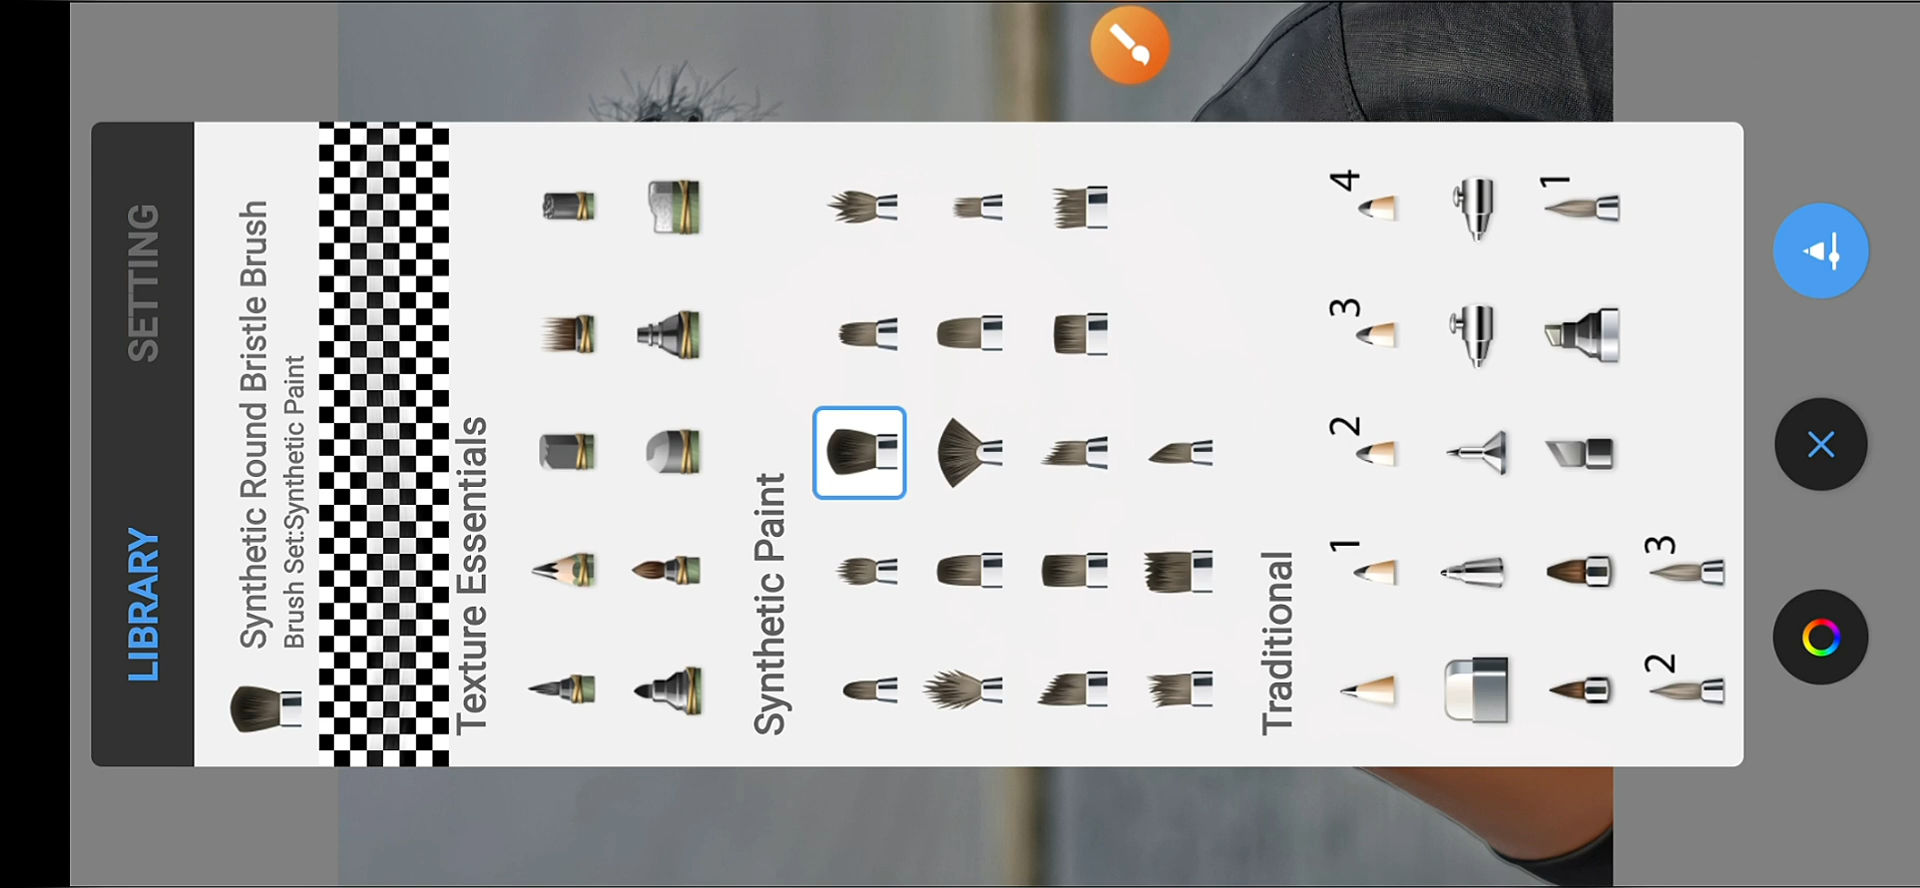 LIBRARY
SETTING
Synthetic Round Bristle Brush
Brush Set:Synthetic Paint
Texture Essentials
Synthetic Paint
Traditional
1
2
3
4
1
2
3